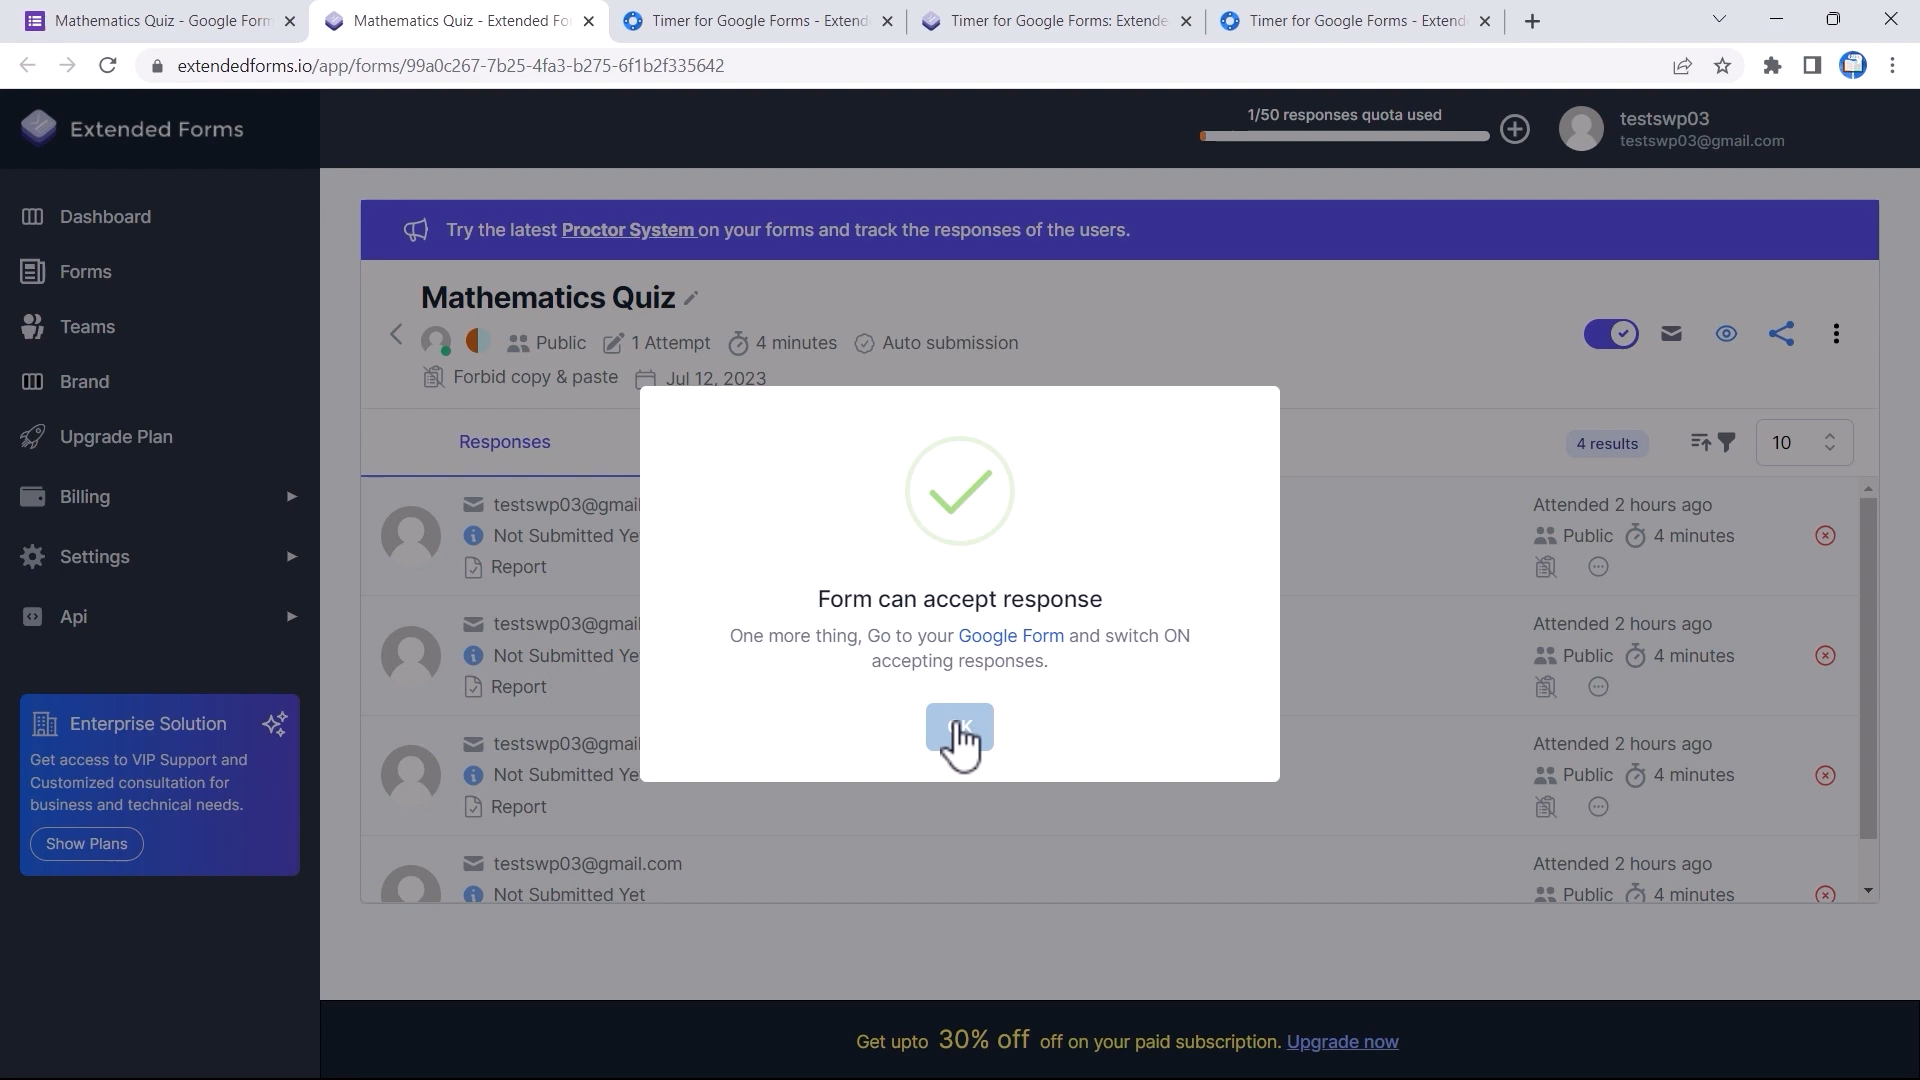 Mathematics Quiz - Google Form
Mathematics Quiz - Extended Fo
Timer for Google Forms - Extend
Timer for Google Forms: Extende
Timer for Google Forms - Extend
extendedforms.io/app/forms/99a0c267-7b25-4fa3-b275-6f1b2f335642
Extended Forms
1/50 responses quota used
testswp03
testswp03@gmail.com
Dashboard
Forms
Teams
Brand
Upgrade Plan
Billing
Settings
Api
Enterprise Solution
Get access to VIP Support and
Customized consultation for
business and technical needs.
Show Plans
Try the latest Proctor System on your forms and track the responses of the users.
Mathematics Quiz
Public 1 Attempt 4 minutes Auto submission
Forbid copy & paste Jul 12, 2023
Responses
4 results
10
testswp03@gmail
Not Submitted Ye
Report
Attended 2 hours ago
Public 4 minutes
testswp03@gmail
Not Submitted Ye
Report
Attended 2 hours ago
Public 4 minutes
testswp03@gmail
Not Submitted Ye
Report
Attended 2 hours ago
Public 4 minutes
testswp03@gmail.com
Not Submitted Yet
Attended 2 hours ago
Public 4 minutes
Form can accept response
One more thing, Go to your Google Form and switch ON
accepting responses.
Get upto 30% off off on your paid subscription. Upgrade now